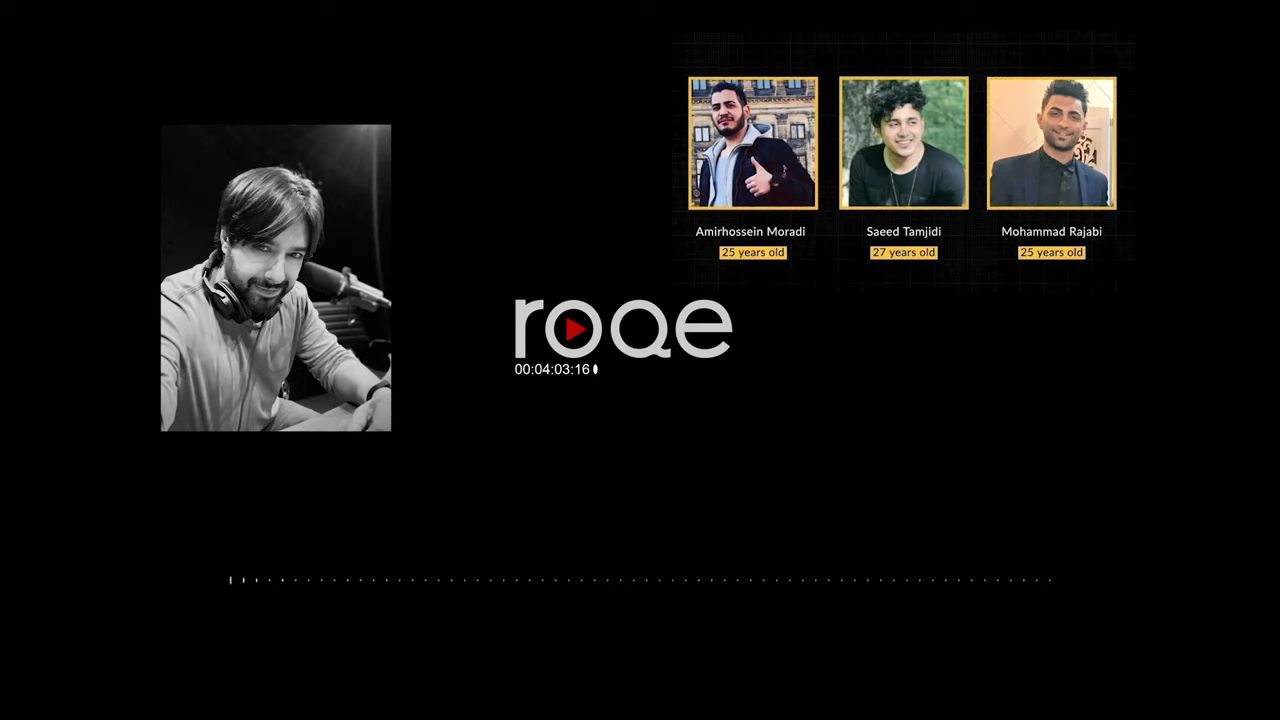 Amirhossein Moradi
25 years old
Saeed Tamjidi
27 years old
Mohammad Rajabi
25 years old
roqe
00:04:03:16